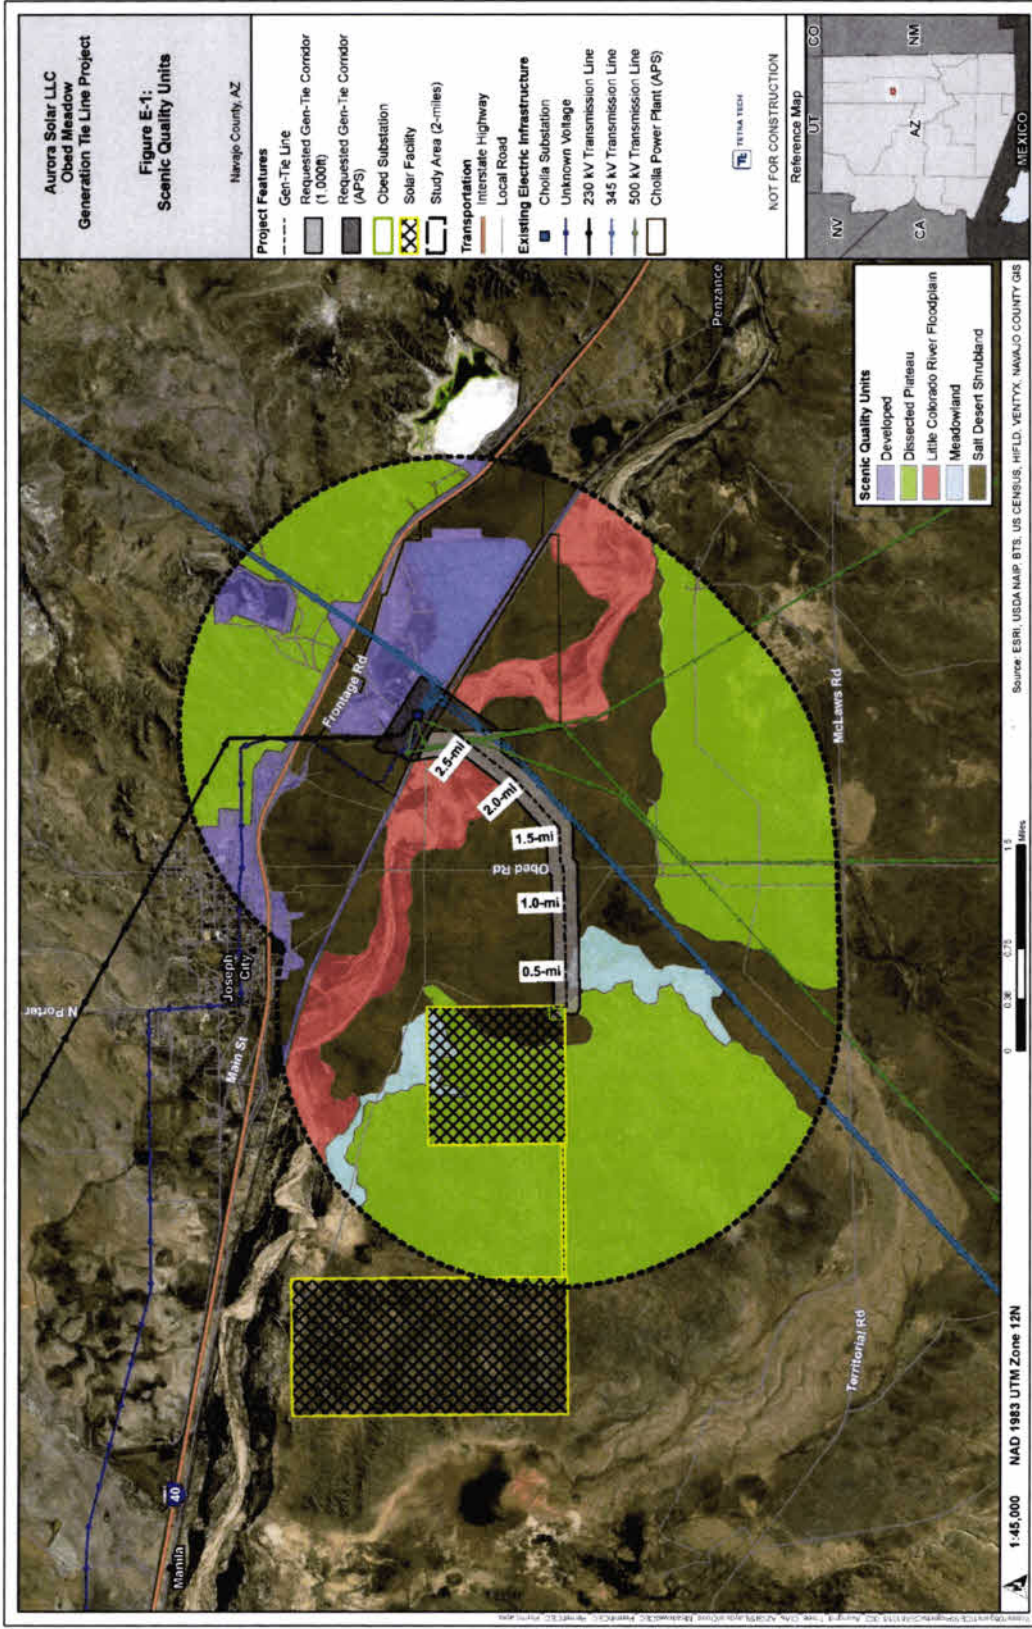 Aurora Solar LLC
Obed Meadow
Generation Tie Line Project
Figure E-1:
Scenic Quality Units
Navajo County, AZ
Project Features
Gen-Tie Line
Requested Gen-Tie Corridor
(1,000ft)
Requested Gen-Tie Corridor
(APS)
Obed Substation
Solar Facility
Study Area (2-miles)
Transportation
Interstate Highway
Local Road
Existing Electric Infrastructure
Cholla Substation
Unknown Voltage
230 kV Transmission Line
345 kV Transmission Line
500 kV Transmission Line
Cholla Power Plant (APS)
TETRA TECH
NOT FOR CONSTRUCTION
Reference Map
NV
UT
CO
CA
AZ
NM
MEXICO
Manila
40
Main St
N Porter
Joseph
City
Frontage Rd
Penzance
2.5-mi
2.0-mi
1.5-mi
Obed Rd
1.0-mi
0.5-mi
McLaws Rd
Territorial Rd
Scenic Quality Units
Developed
Dissected Plateau
Little Colorado River Floodplain
Meadowland
Salt Desert Shrubland
1:45,000
NAD 1983 UTM Zone 12N
0
0.38
0.75
1.5
Miles
Source: ESRI, USDA NAIP, BTS, US CENSUS, HIFLD, VENTYX, NAVAJO COUNTY GIS